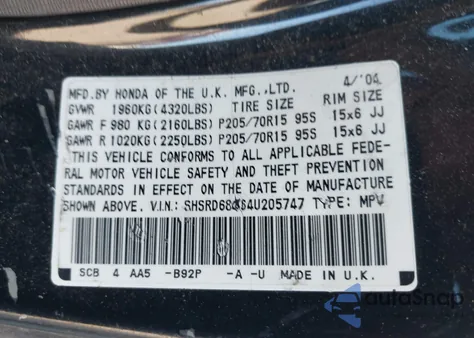 MFD.BY HONDA OF THE U.K. MFG.,LTD. 4/'04
GVWR 1960KG(4320LBS) TIRE SIZE RIM SIZE
GAWR F 980 KG(2160LBS) P205/70R15 95S 15x6 JJ
GAWR R 1020KG(2250LBS) P205/70R15 95S 15x6 JJ
THIS VEHICLE CONFORMS TO ALL APPLICABLE FEDE-
RAL MOTOR VEHICLE SAFETY AND THEFT PREVENTION
STANDARDS IN EFFECT ON THE DATE OF MANUFACTURE
SHOWN ABOVE. V.I.N: TYPE: MPV
SCB 4 AA5 -B92P -A -U MADE IN U.K.
autoSnap